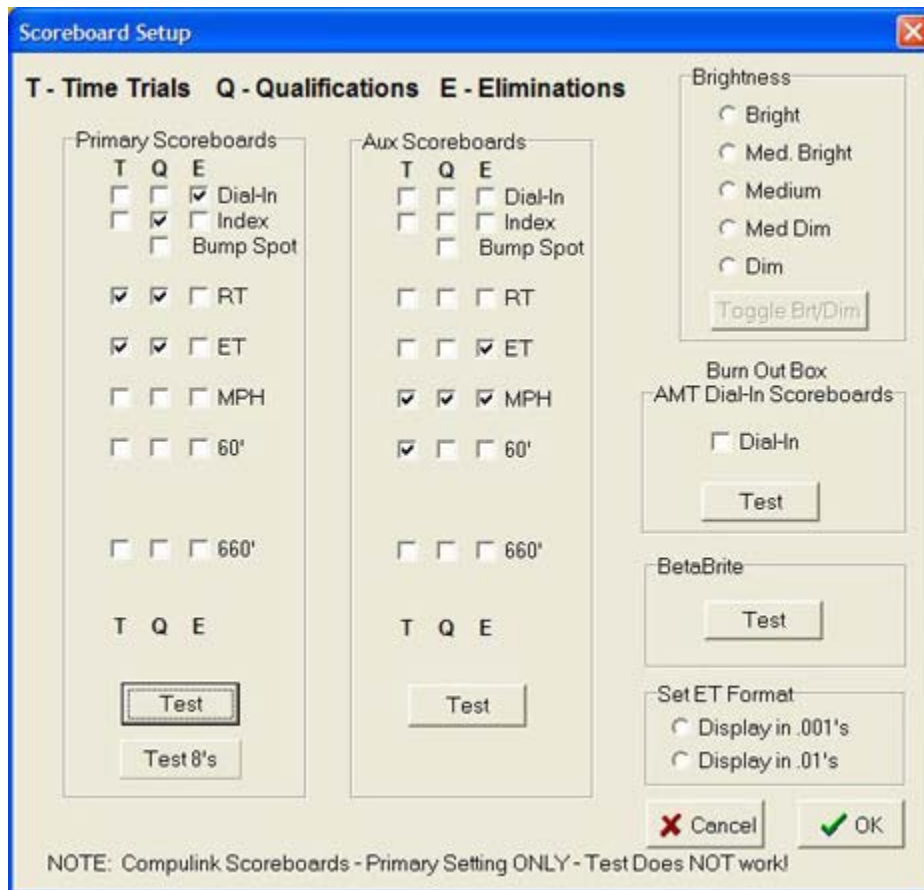 Scoreboard Setup
T - Time Trials Q - Qualifications E - Eliminations
Primary Scoreboards
T Q E
Dial-In
Index
Bump Spot
RT
ET
MPH
60'
660'
T Q E
Test
Test 8's
Aux Scoreboards
T Q E
Dial-In
Index
Bump Spot
RT
ET
MPH
60'
660'
T Q E
Test
Brightness
Bright
Med. Bright
Medium
Med Dim
Dim
Toggle Brt/Dim
Burn Out Box
AMT Dial-In Scoreboards
Dial-In
Test
BetaBrite
Test
Set ET Format
Display in .001's
Display in .01's
Cancel
OK
NOTE: Compulink Scoreboards - Primary Setting ONLY - Test Does NOT work!